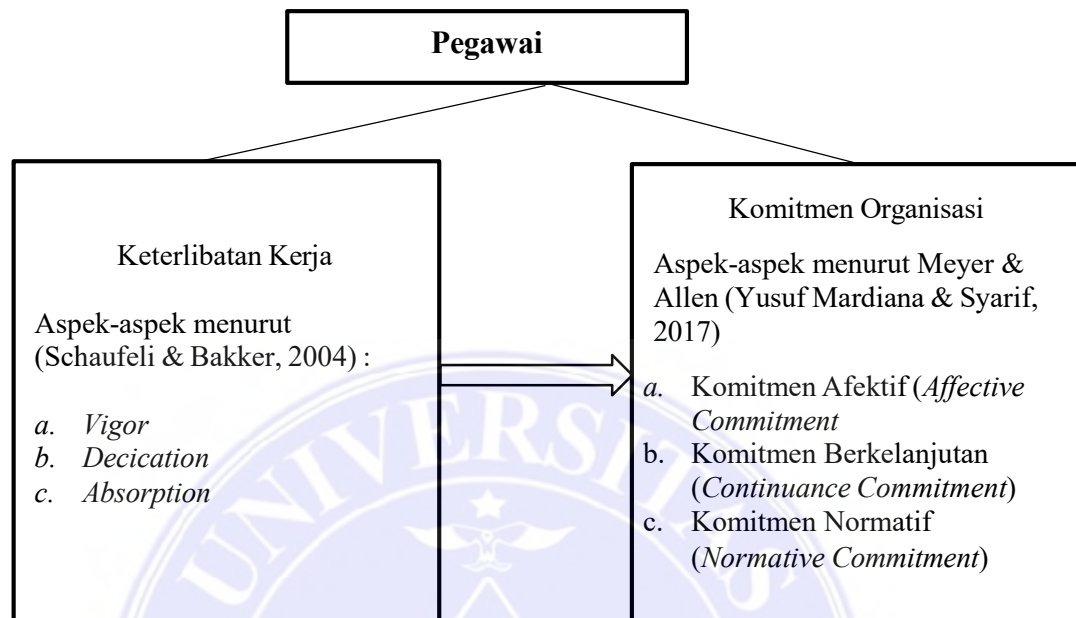 Pegawai
Keterlibatan Kerja
Aspek-aspek menurut
(Schaufeli & Bakker, 2004) :
a. Vigor
b. Decication
c. Absorption
Komitmen Organisasi
Aspek-aspek menurut Meyer &
Allen (Yusuf Mardiana & Syarif,
2017)
a. Komitmen Afektif (Affective
Commitment
b. Komitmen Berkelanjutan
(Continuance Commitment)
c. Komitmen Normatif
(Normative Commitment)
UNIVERSITAS